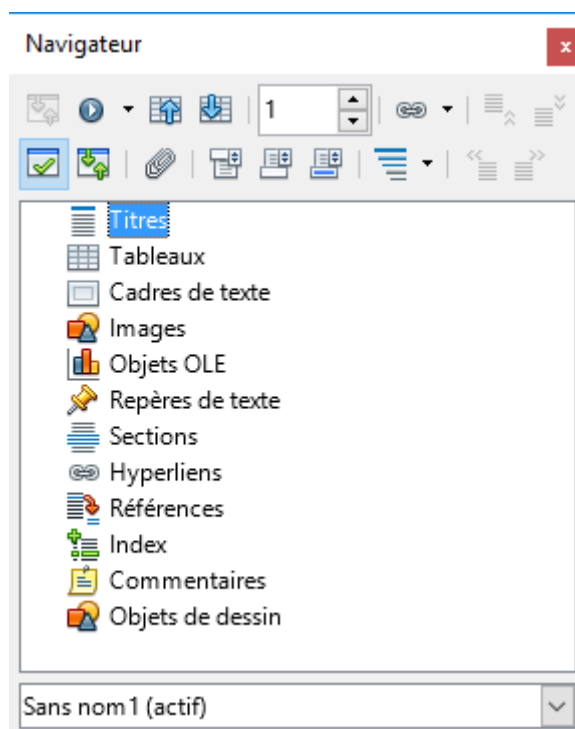 Navigateur
x
1
Titres
Tableaux
Cadres de texte
Images
Objets OLE
Repères de texte
Sections
Hyperliens
Références
Index
Commentaires
Objets de dessin
Sans nom1 (actif)